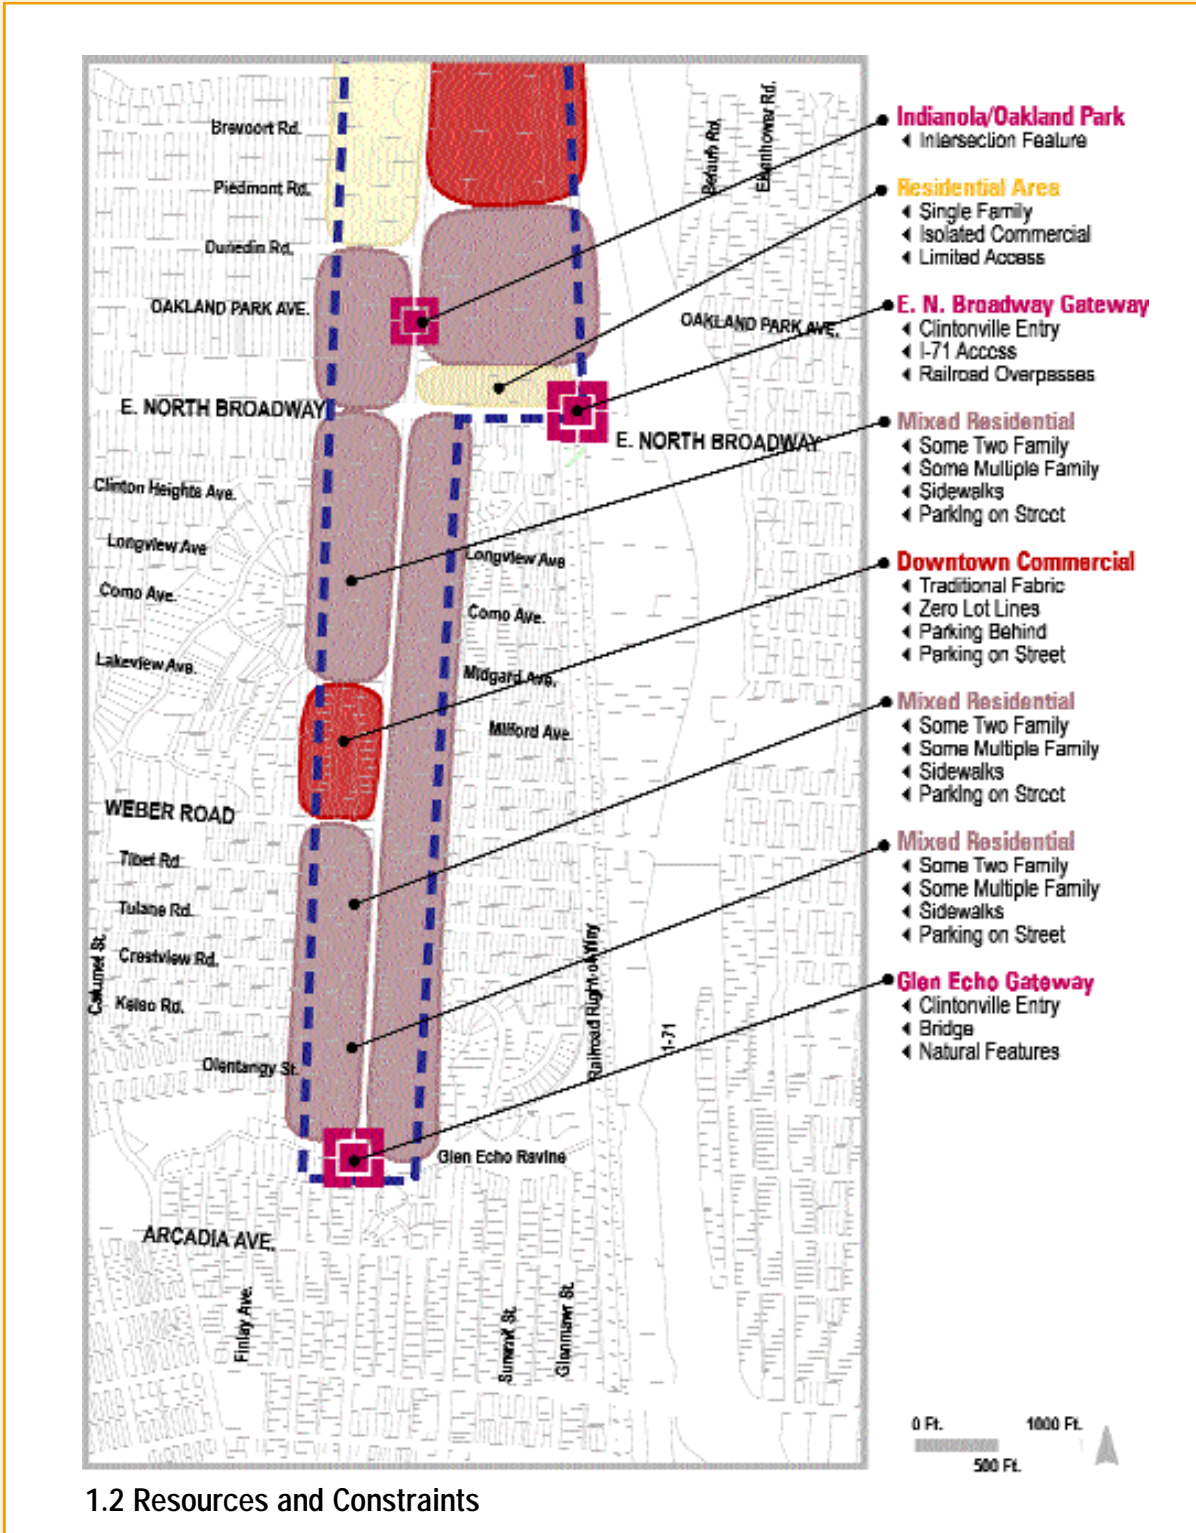 Brevoort Rd.
Piedmont Rd.
Dunedin Rd.
OAKLAND PARK AVE.
E. NORTH BROADWAY
Clinton Heights Ave.
Longview Ave
Como Ave.
Lakeview Ave.
WEBER ROAD
Tibet Rd.
Tulane Rd.
Crestview Rd.
Calumet St.
Kelso Rd.
Olentangy St.
ARCADIA AVE.
Finlay Ave.
Rd.
Eisenhower Rd.
OAKLAND PARK AVE.
E. NORTH BROADWAY
Longview Ave
Como Ave.
Midgard Ave.
Milford Ave.
Railroad Right-of-Way
I-71
Glen Echo Ravine
Summit St.
Glenmawr St.
Indianola/Oakland Park
Intersection Feature
Residential Area
Single Family
Isolated Commercial
Limited Access
E. N. Broadway Gateway
Clintonville Entry
I-71 Access
Railroad Overpasses
Mixed Residential
Some Two Family
Some Multiple Family
Sidewalks
Parking on Street
Downtown Commercial
Traditional Fabric
Zero Lot Lines
Parking Behind
Parking on Street
Mixed Residential
Some Two Family
Some Multiple Family
Sidewalks
Parking on Street
Mixed Residential
Some Two Family
Some Multiple Family
Sidewalks
Parking on Street
Glen Echo Gateway
Clintonville Entry
Bridge
Natural Features
0 Ft. 1000 Ft.
500 Ft.
1.2 Resources and Constraints